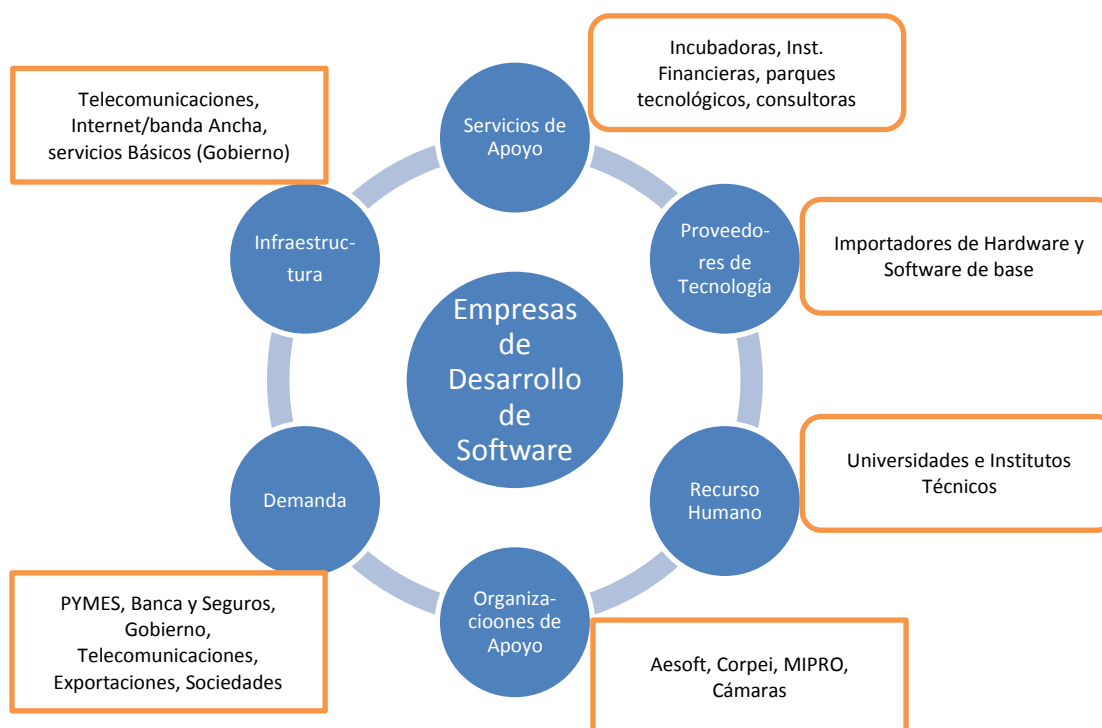 Incubadoras, Inst.
Financieras, parques
tecnológicos, consultoras
Telecomunicaciones,
Internet/banda Ancha,
servicios Básicos (Gobierno)
Servicios de
Apoyo
Infraestruc-
tura
Proveedo-
res de
Tecnología
Importadores de Hardware y
Software de base
Empresas
de
Desarrollo
de
Software
Demanda
Recurso
Humano
Universidades e Institutos
Técnicos
PYMES, Banca y Seguros,
Gobierno,
Telecomunicaciones,
Exportaciones, Sociedades
Organiza-
cioones de
Apoyo
Aesoft, Corpei, MIPRO,
Cámaras